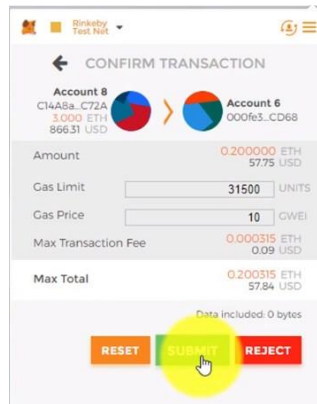 Rinkeby
Test Net
CONFIRM TRANSACTION
Account 8
C14A8a...C72A
3.000 ETH
866.31 USD
Account 6
000fe3...CD68
Amount 0.200000 ETH
57.75 USD
Gas Limit 31500 UNITS
Gas Price 10 GWEI
Max Transaction Fee 0.000315 ETH
0.09 USD
Max Total 0.200315 ETH
57.84 USD
Data included: 0 bytes
RESET SUBMIT REJECT